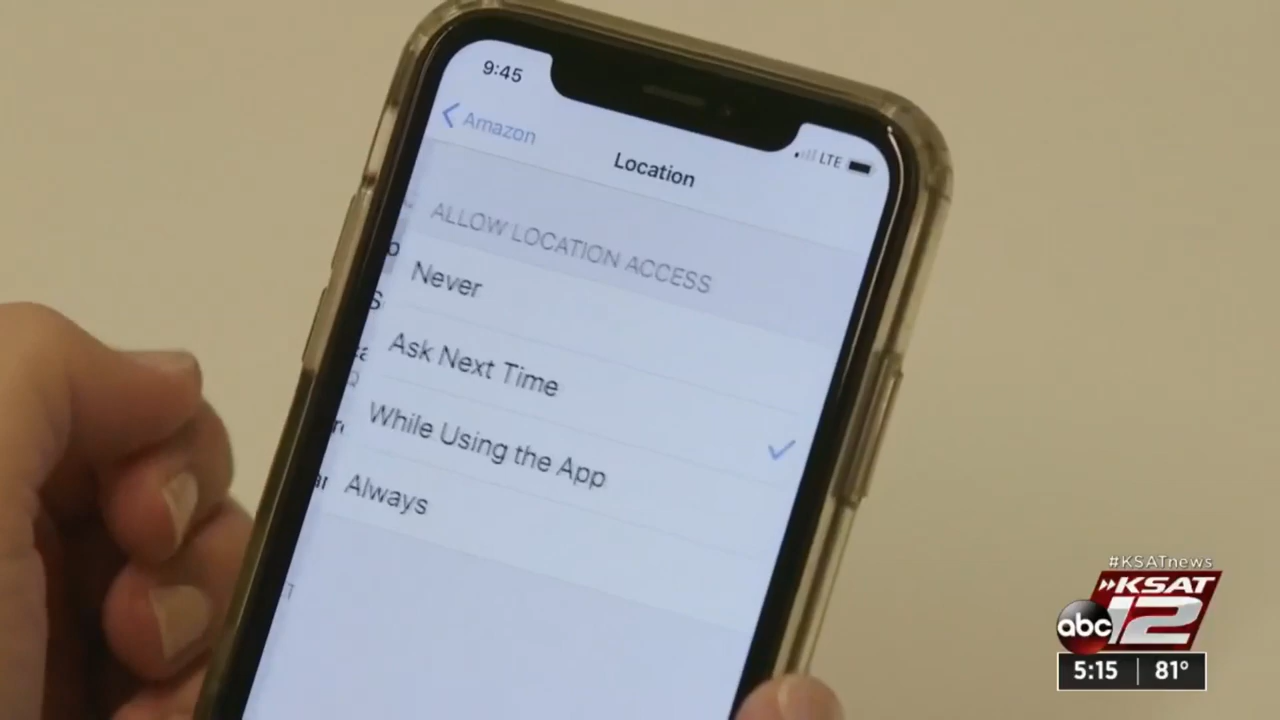 9:45
LTE
Amazon
Location
ALLOW LOCATION ACCESS
Never
Ask Next Time
While Using the App
Always
#KSATnews
KSAT
abc 12
5:15 81°